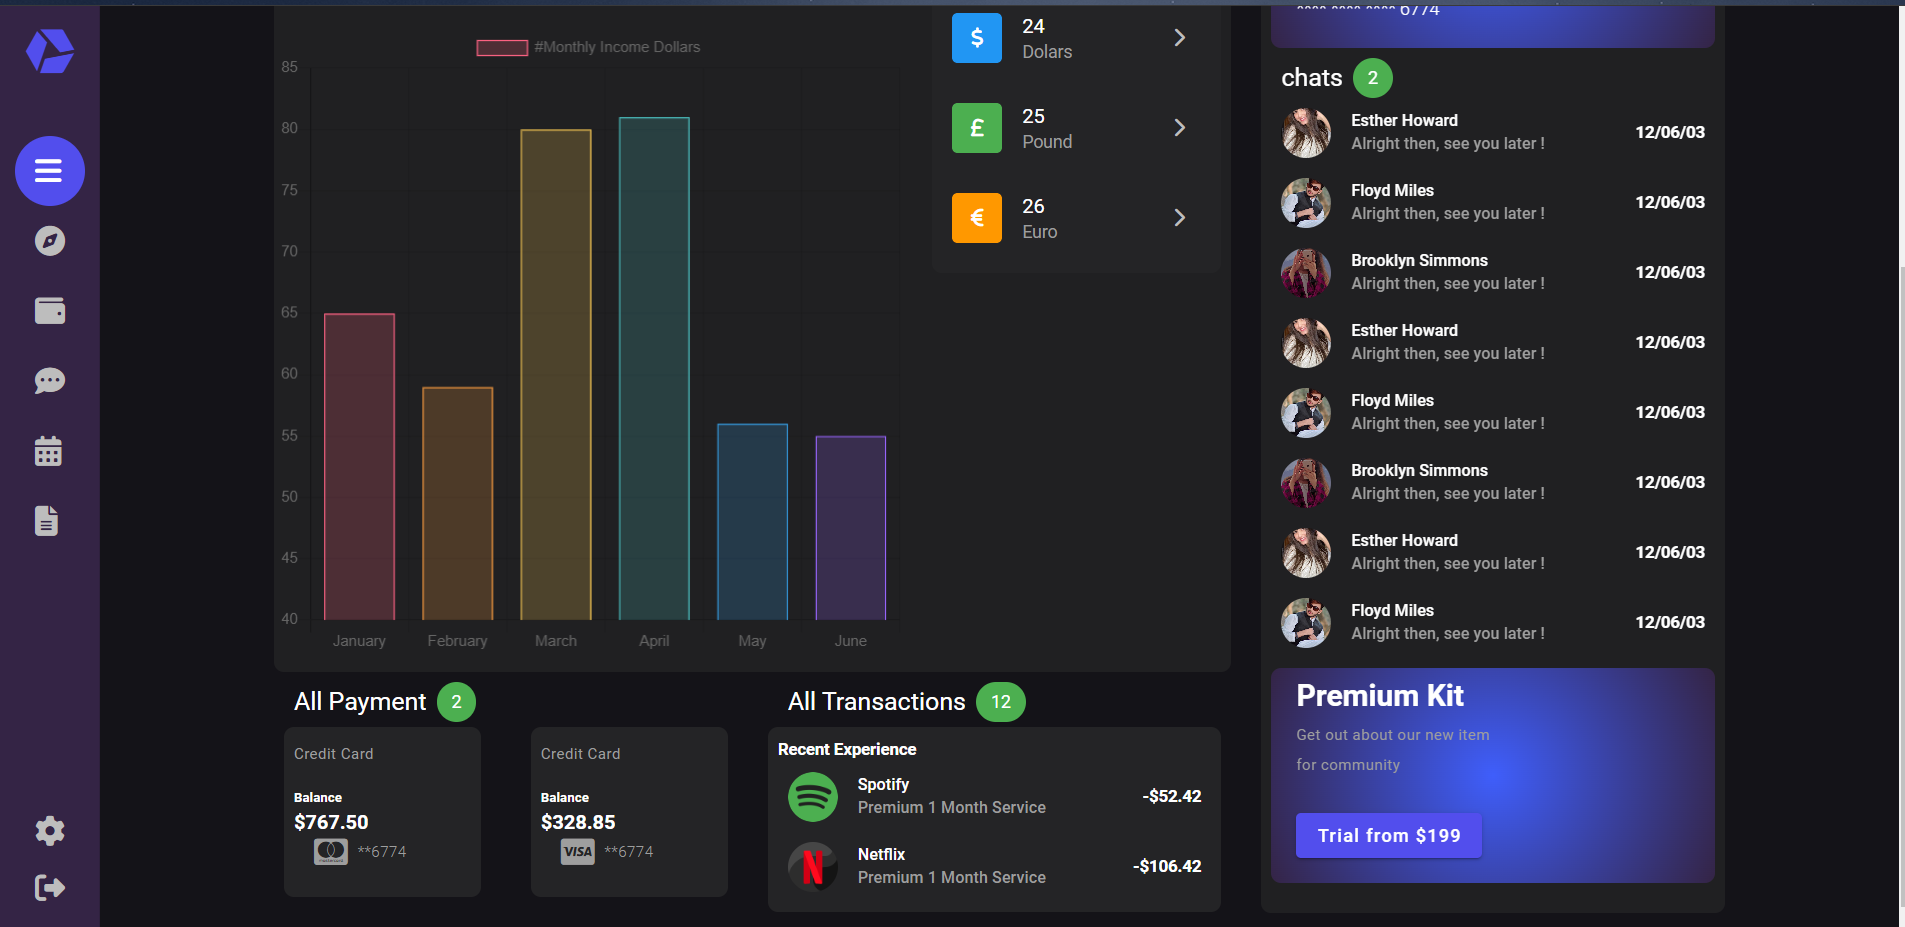 #Monthly Income Dollars
85
80
75
70
65
60
55
50
45
40
January February March April May June
$
24
Dolars
£
25
Pound
€
26
Euro
6774
chats 2
Esther Howard
Alright then, see you later !
12/06/03
Floyd Miles
Alright then, see you later !
12/06/03
Brooklyn Simmons
Alright then, see you later !
12/06/03
Esther Howard
Alright then, see you later !
12/06/03
Floyd Miles
Alright then, see you later !
12/06/03
Brooklyn Simmons
Alright then, see you later !
12/06/03
Esther Howard
Alright then, see you later !
12/06/03
Floyd Miles
Alright then, see you later !
12/06/03
All Payment 2
Credit Card
Balance
$767.50
**6774
Credit Card
Balance
$328.85
VISA **6774
All Transactions 12
Recent Experience
Spotify
Premium 1 Month Service
-$52.42
Netflix
Premium 1 Month Service
-$106.42
Premium Kit
Get out about our new item
for community
Trial from $199